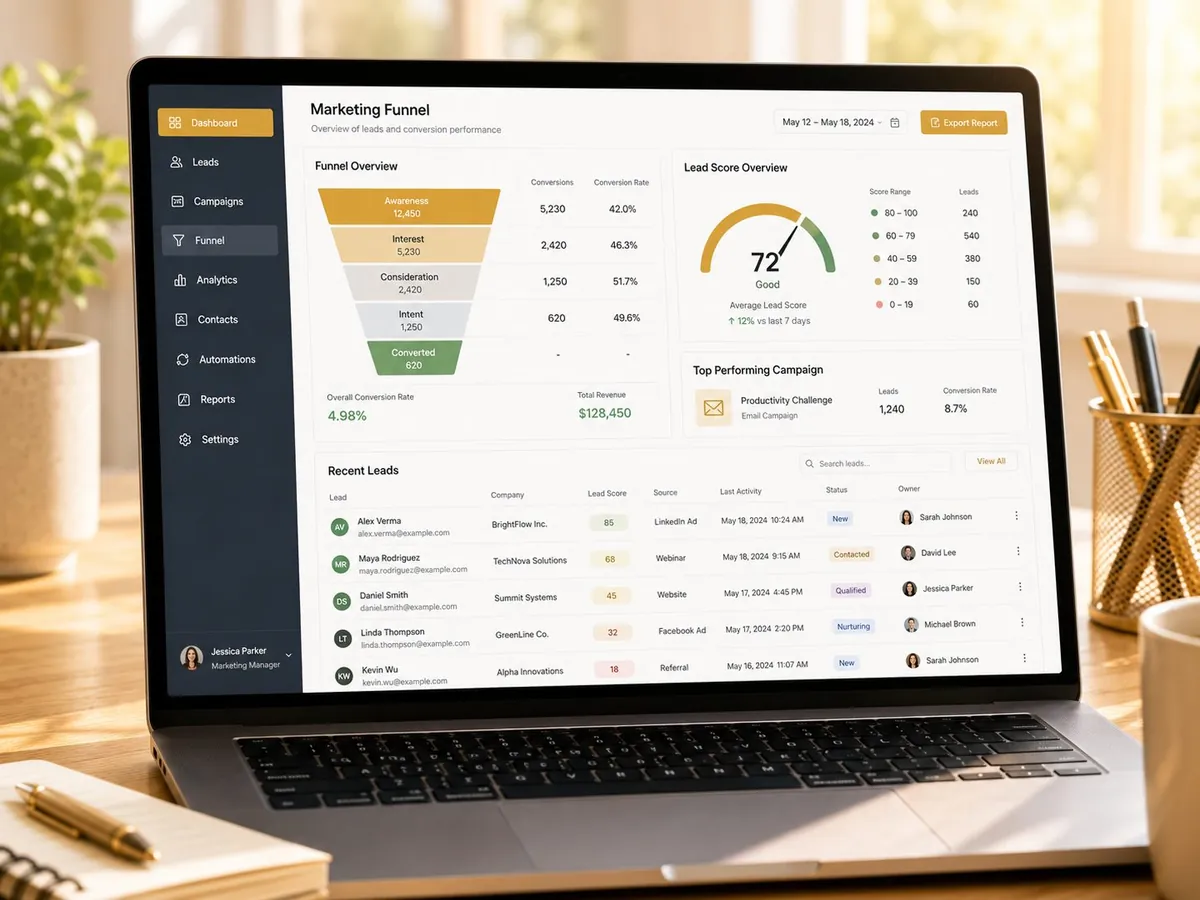 Dashboard
Leads
Campaigns
Funnel
Analytics
Contacts
Automations
Reports
Settings
Jessica Parker
Marketing Manager
Marketing Funnel
Overview of leads and conversion performance
May 12 – May 18, 2024
Export Report
Funnel Overview
Conversions Conversion Rate
Awareness
12,450
5,230 42.0%
Interest
5,230
2,420 46.3%
Consideration
2,420
1,250 51.7%
Intent
1,250
620 49.6%
Converted
620
- -
Overall Conversion Rate
4.98%
Total Revenue
$128,450
Lead Score Overview
72
Good
Average Lead Score
↑ 12% vs last 7 days
Score Range Leads
80 – 100 240
60 – 79 540
40 – 59 380
20 – 39 150
0 – 19 60
Top Performing Campaign
Productivity Challenge
Email Campaign
Leads
1,240
Conversion Rate
8.7%
Recent Leads
Search leads...
View All
Lead Company Lead Score Source Last Activity Status Owner
AV Alex Verma BrightFlow Inc. 85 LinkedIn Ad May 18, 2024 10:24 AM New Sarah Johnson
alex.verma@example.com
MR Maya Rodriguez TechNova Solutions 68 Webinar May 18, 2024 9:15 AM Contacted David Lee
maya.rodriguez@example.com
DS Daniel Smith Summit Systems 45 Website May 17, 2024 4:45 PM Qualified Jessica Parker
daniel.smith@example.com
LT Linda Thompson GreenLine Co. 32 Facebook Ad May 17, 2024 2:20 PM Nurturing Michael Brown
linda.thompson@example.com
KW Kevin Wu Alpha Innovations 18 Referral May 16, 2024 11:07 AM New Sarah Johnson
kevin.wu@example.com